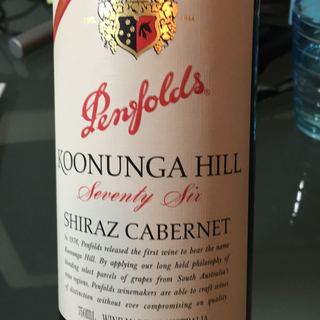 Penfolds
KOONUNGA HILL
Seventy Six
SHIRAZ CABERNET
In 1976, Penfolds released the first wine to bear the name
Koonunga Hill. By applying our long held philosophy of
blending select parcels of grapes from South Australia's
wine regions, Penfolds winemakers are able to craft wines
of distinction without ever compromising on quality
750ML